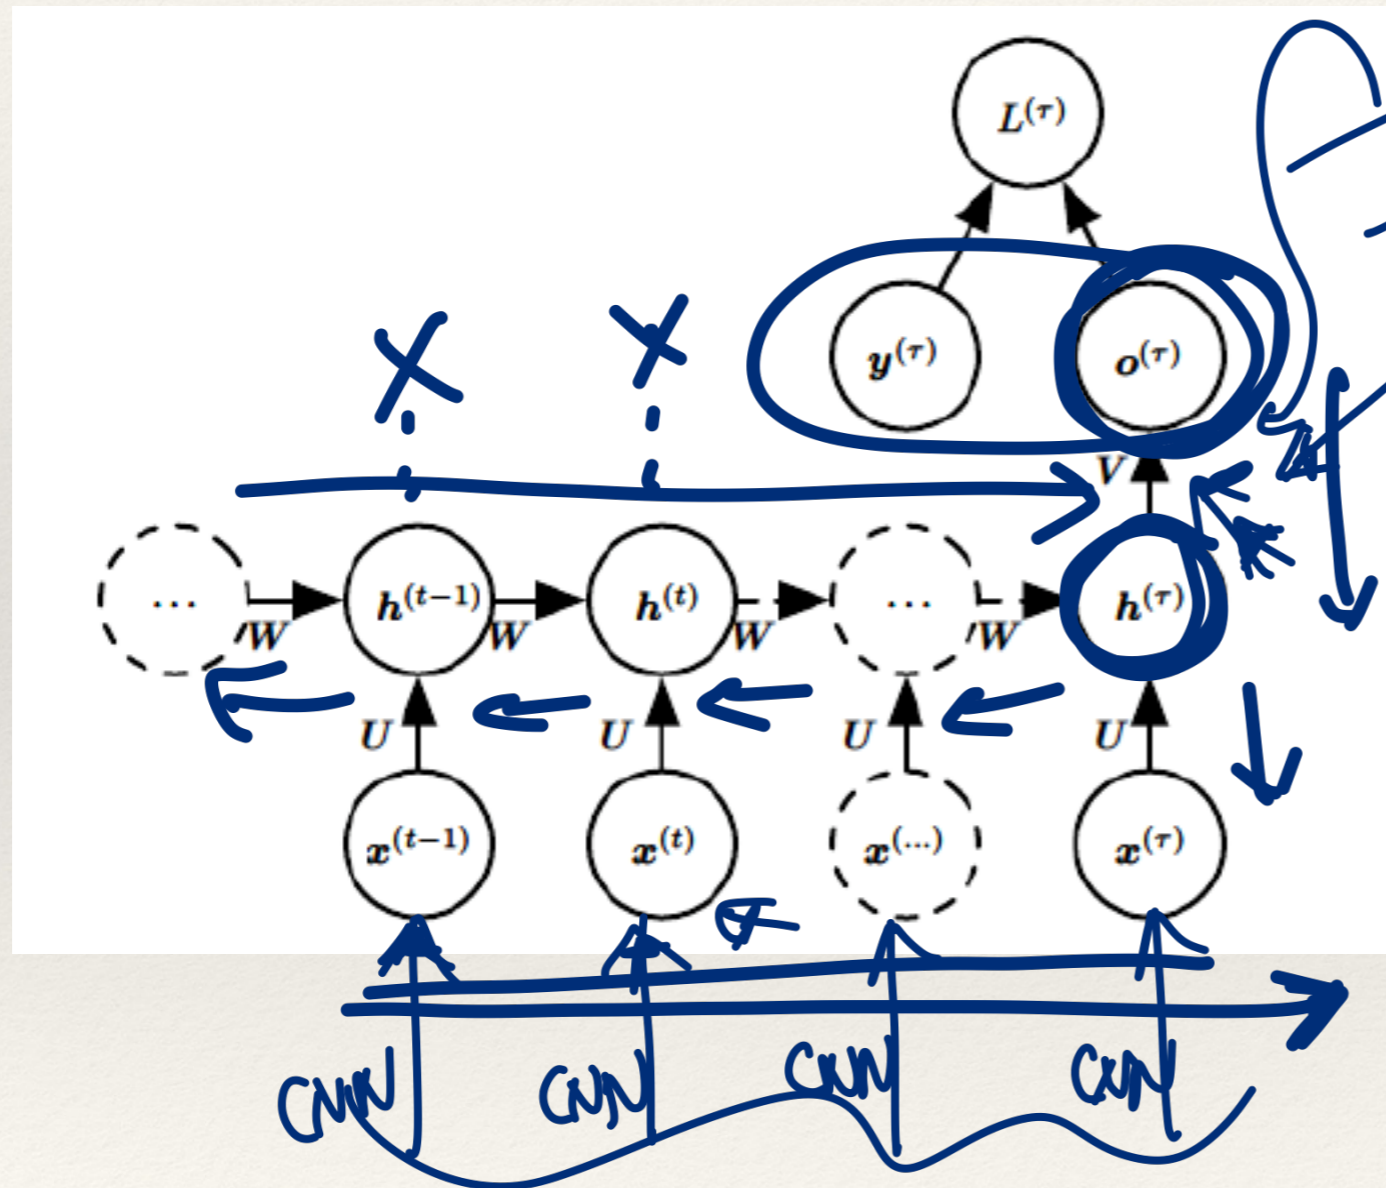 L^(τ)
y^(τ) o^(τ)
V
... h^(t−1) h^(t) ... h^(τ)
W W W W
U U U U
x^(t−1) x^(t) x^(...) x^(τ)
CNN CNN CNN CNN